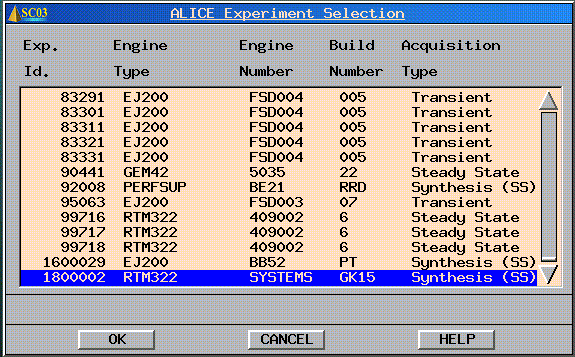 SC03 ALICE Experiment Selection
Exp. Engine Engine Build Acquisition
Id. Type Number Number Type
83291 EJ200 FSD004 005 Transient
83301 EJ200 FSD004 005 Transient
83311 EJ200 FSD004 005 Transient
83321 EJ200 FSD004 005 Transient
83331 EJ200 FSD004 005 Transient
90441 GEM42 5035 22 Steady State
92008 PERFSUP BE21 RRD Synthesis (SS)
95063 EJ200 FSD003 07 Transient
99716 RTM322 409002 6 Steady State
99717 RTM322 409002 6 Steady State
99718 RTM322 409002 6 Steady State
1600029 EJ200 BB52 PT Synthesis (SS)
1800002 RTM322 SYSTEMS GK15 Synthesis (SS)
OK CANCEL HELP